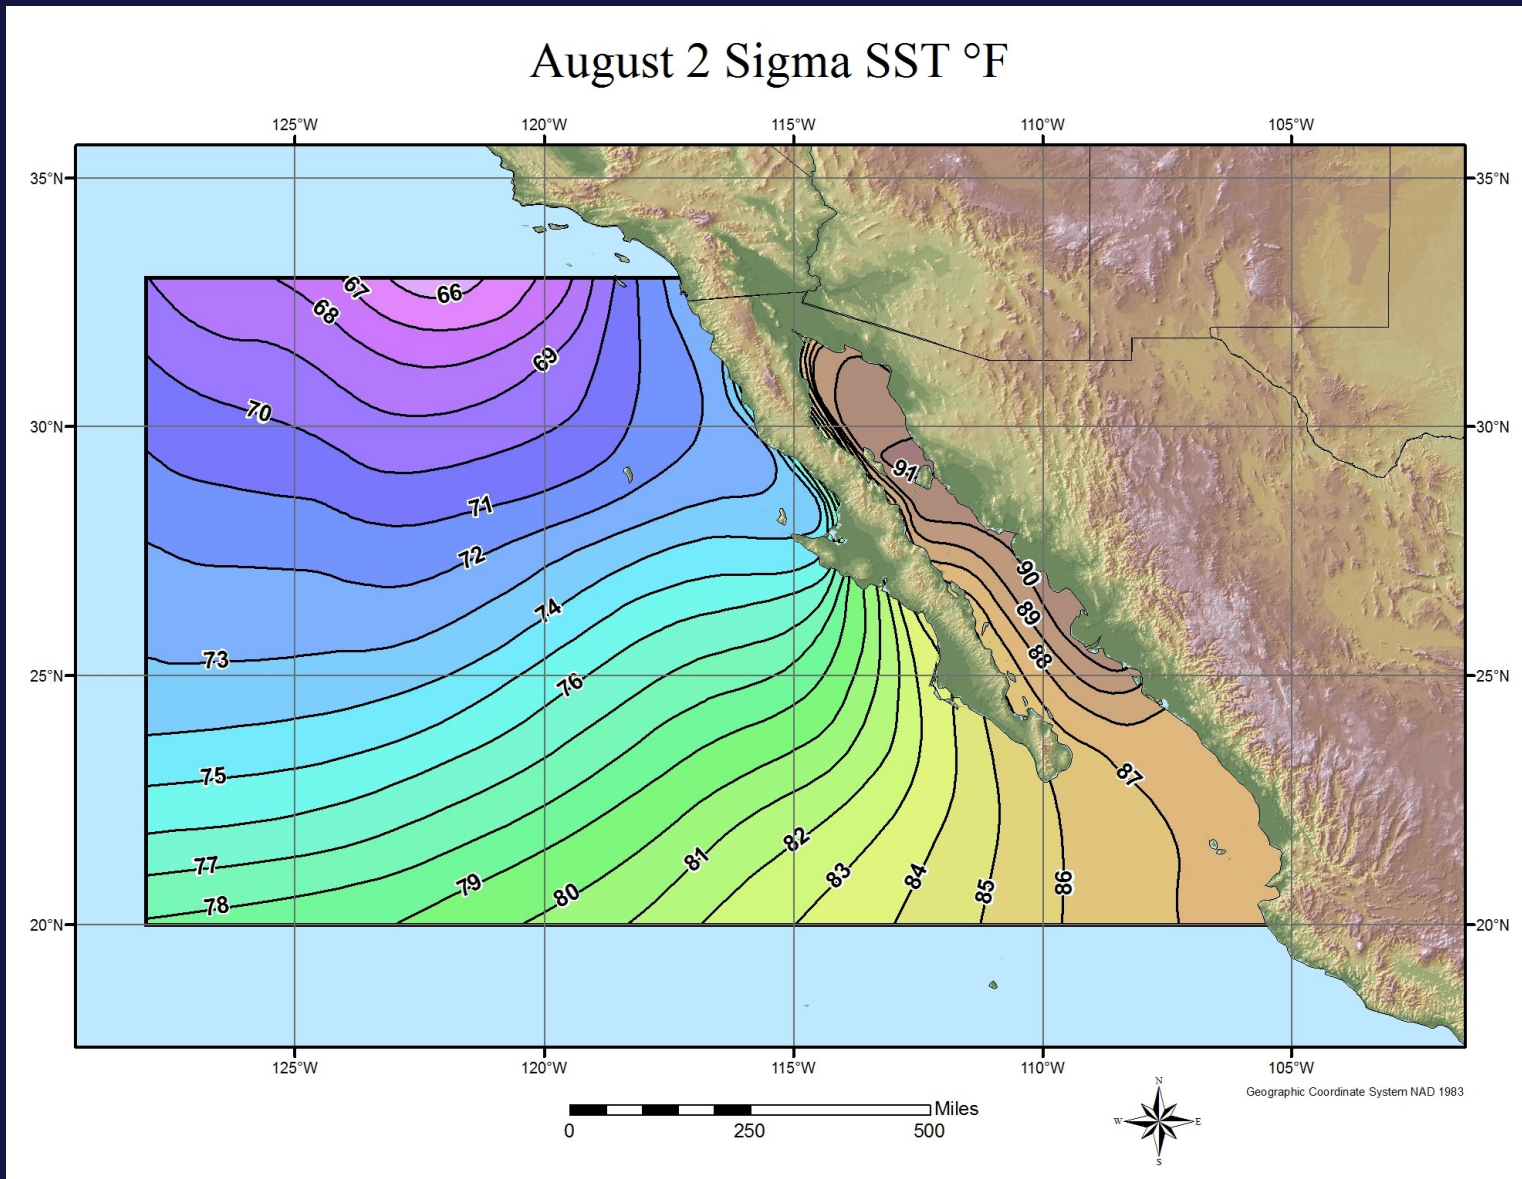 August 2 Sigma SST °F
125°W 120°W 115°W 110°W 105°W
35°N 35°N
67 66
68
69
70
30°N 30°N
91
71
72
90
74 89
73 88
25°N 76 25°N
75 87
82
81
77 83 84
79 85 86
80
78
20°N 20°N
125°W 120°W 115°W 110°W 105°W
N
Geographic Coordinate System NAD 1983
Miles
W E
0 250 500
S